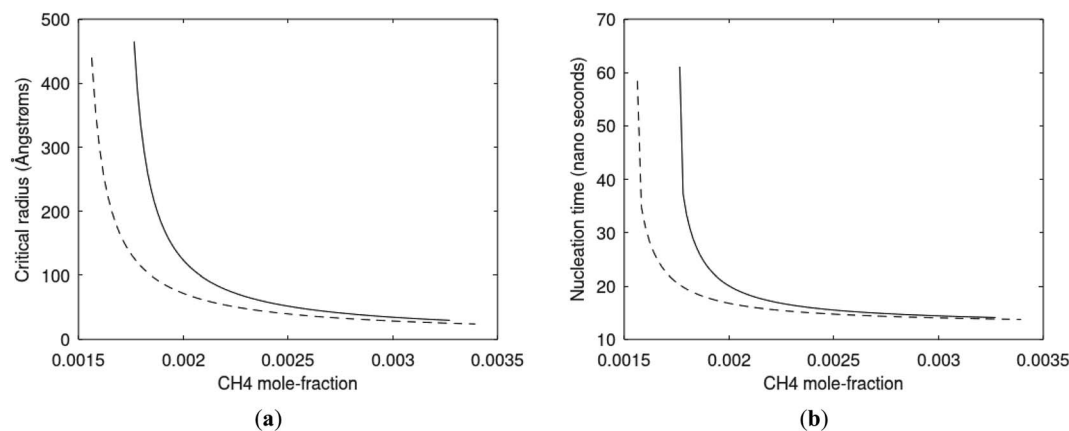 500
400
300
200
100
0
Critical radius (Ångstrøms)
0.0015 0.002 0.0025 0.003 0.0035
CH4 mole-fraction
(a)
70
60
50
40
30
20
10
Nucleation time (nano seconds)
0.0015 0.002 0.0025 0.003 0.0035
CH4 mole-fraction
(b)